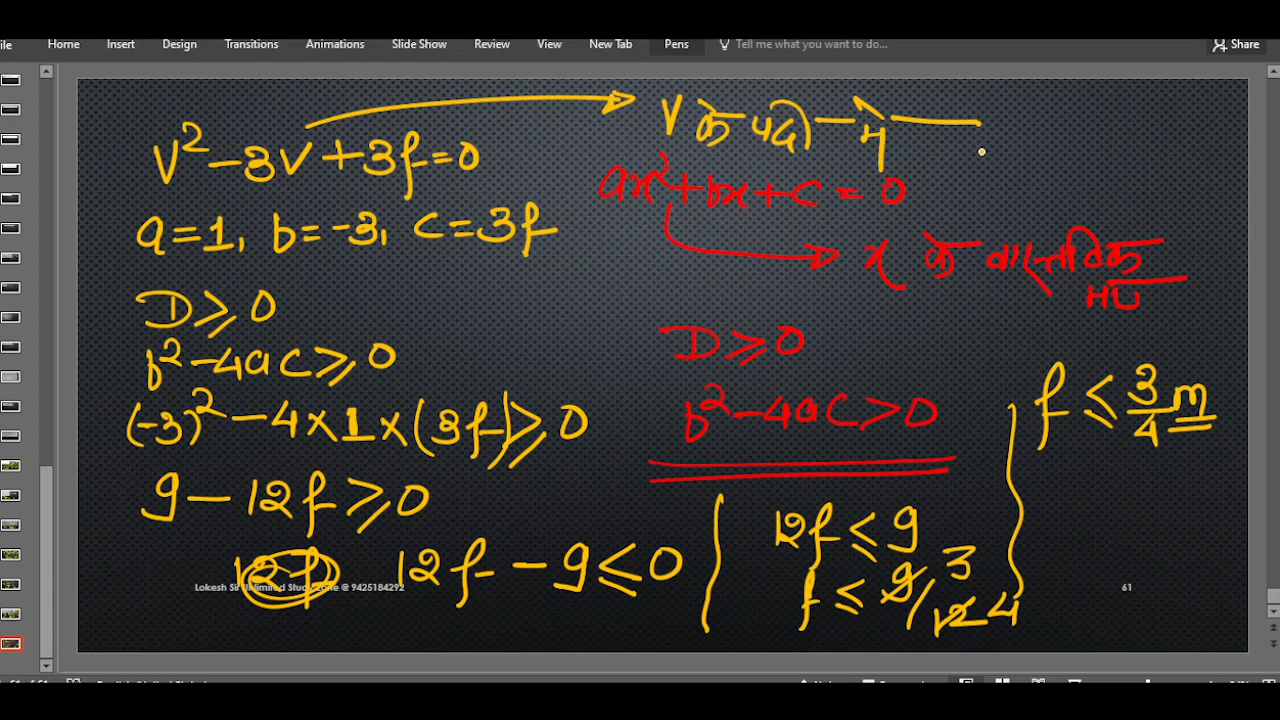 File Home Insert Design Transitions Animations Slide Show Review View New Tab Pens Tell me what you want to do... Share
V² - 3V + 3f = 0
a = 1, b = -3, c = 3f
D ≥ 0
b² - 4ac ≥ 0
(-3)² - 4 × 1 × (3f) ≥ 0
9 - 12f ≥ 0
12f 12f - 9 ≤ 0
V के
ax² + bx + c = 0
x के वास्तविक
मान
D ≥ 0
b² - 4ac > 0
12f ≤ 9
f ≤ 9/12 3 4
f ≤ 3/4 m
Lokesh Sir Unlimited Study Zone @ 9425184292
61